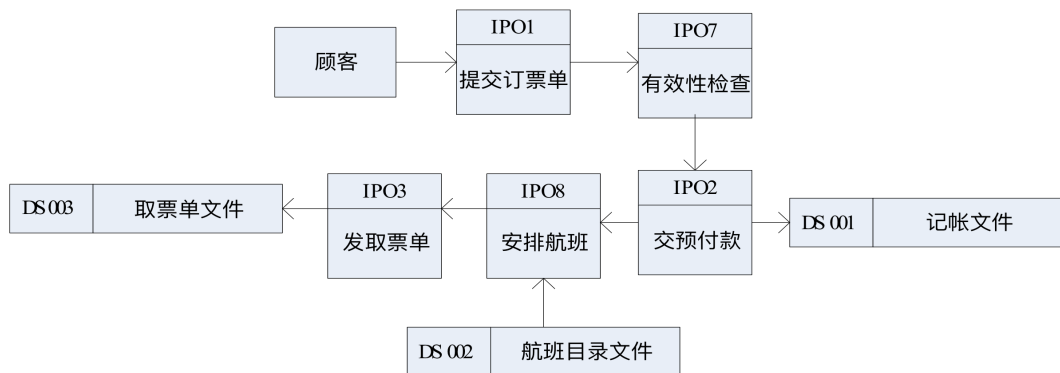 顾客
IPO1
提交订票单
IPO7
有效性检查
DS 003
取票单文件
IPO3
发取票单
IPO8
安排航班
IPO2
交预付款
DS 001
记帐文件
DS 002
航班目录文件